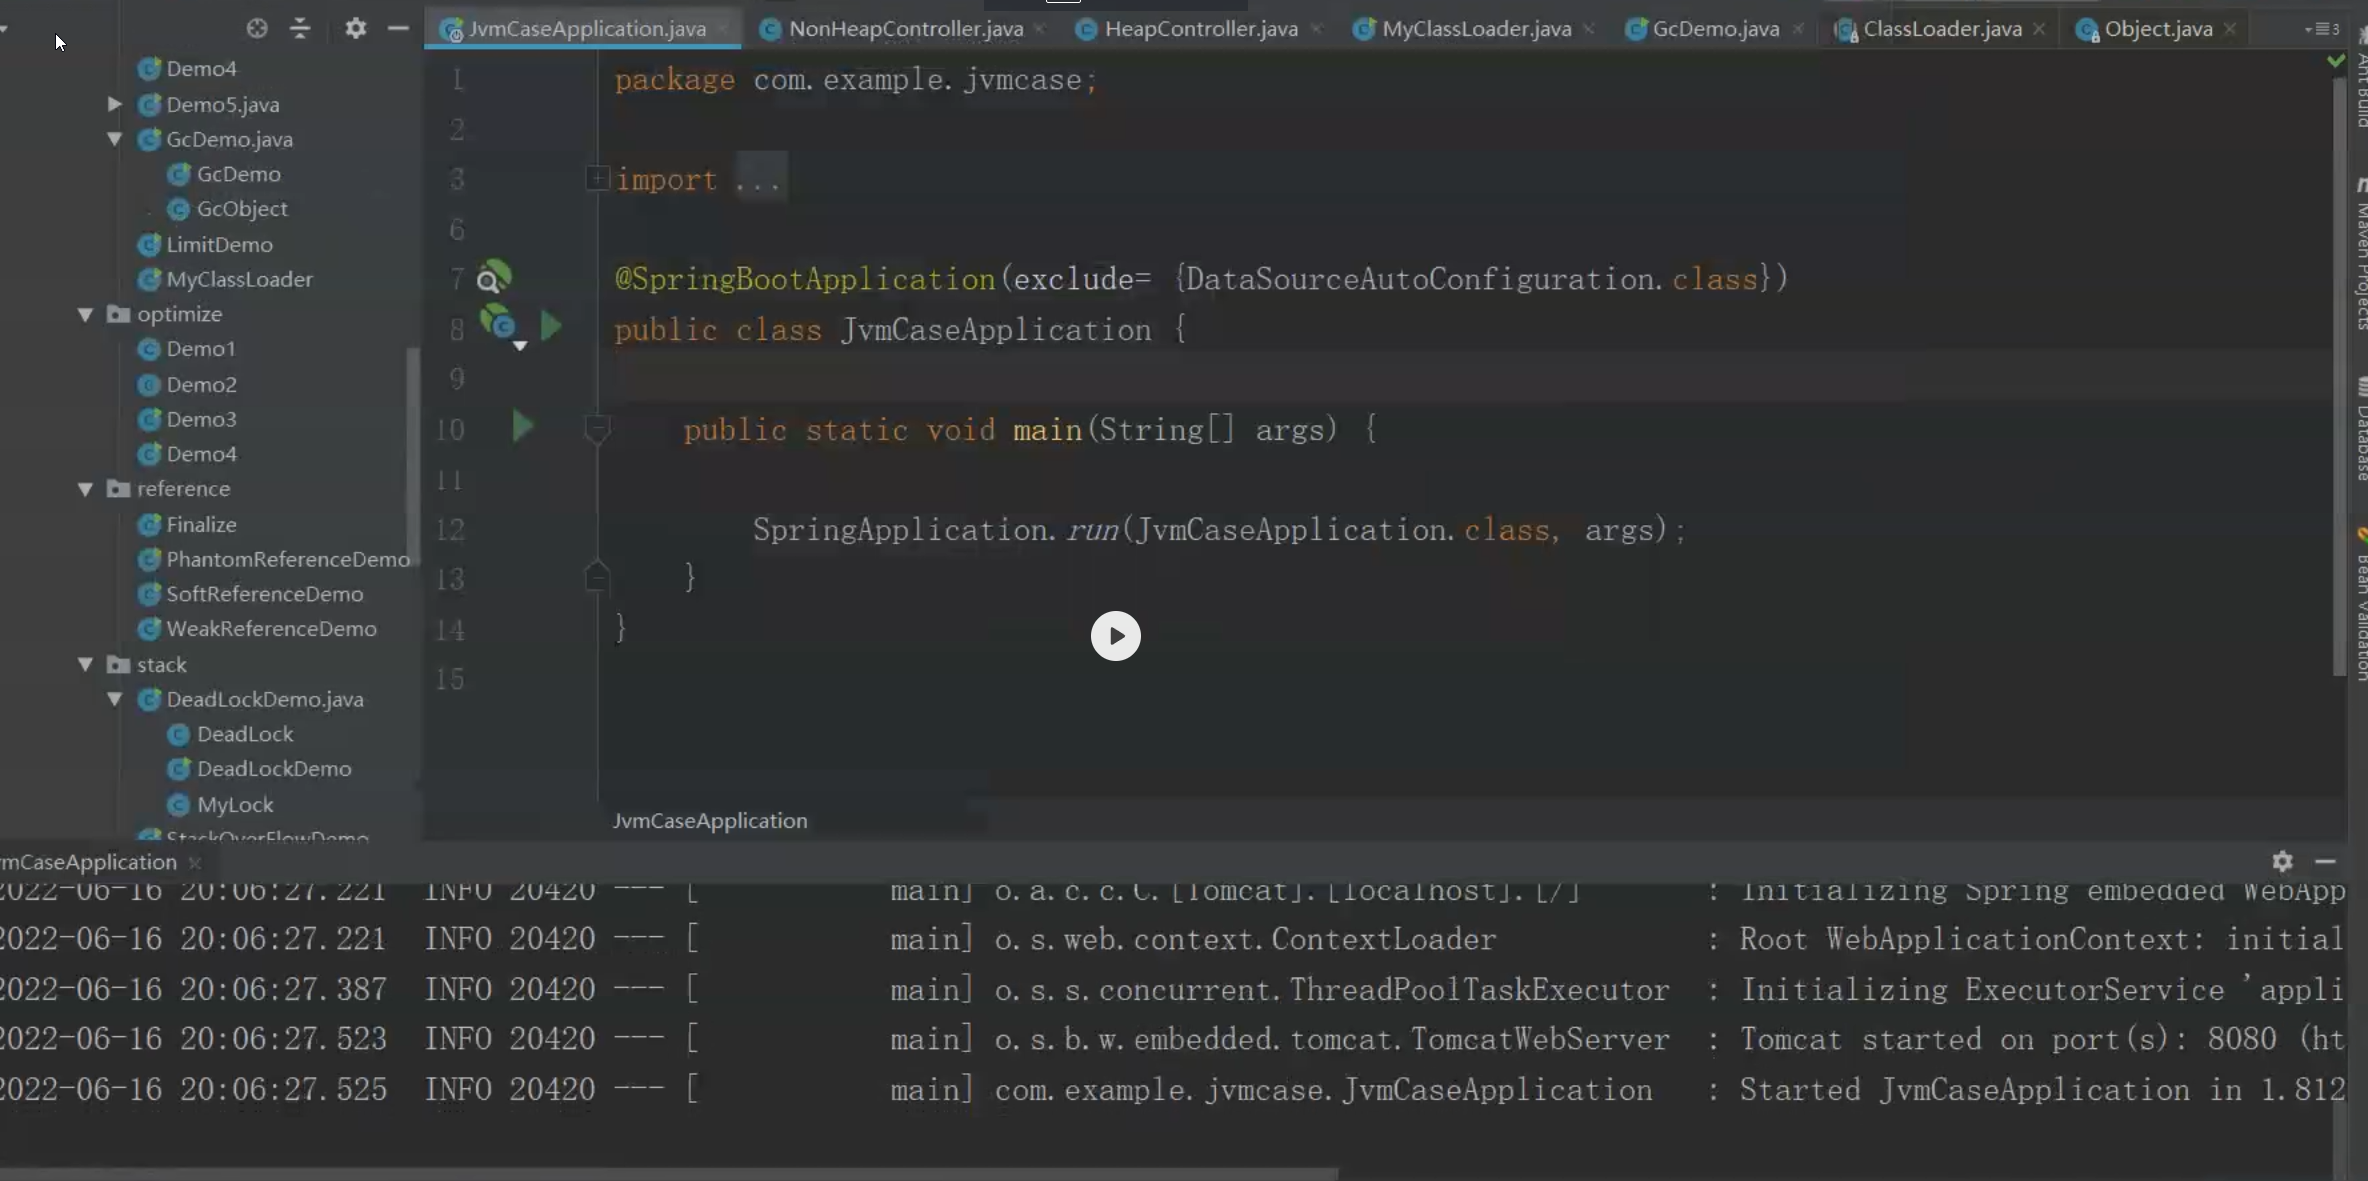 JvmCaseApplication.java NonHeapController.java HeapController.java MyClassLoader.java GcDemo.java ClassLoader.java Object.java 3
Demo4
Demo5.java
GcDemo.java
GcDemo
GcObject
LimitDemo
MyClassLoader
optimize
Demo1
Demo2
Demo3
Demo4
reference
Finalize
PhantomReferenceDemo
SoftReferenceDemo
WeakReferenceDemo
stack
DeadLockDemo.java
DeadLock
DeadLockDemo
MyLock
StackOverFlowDemo
1 package com.example.jvmcase;
2
3 import ...
6
7 @SpringBootApplication(exclude= {DataSourceAutoConfiguration.class})
8 public class JvmCaseApplication {
9
10 public static void main(String[] args) {
11
12 SpringApplication.run(JvmCaseApplication.class, args);
13 }
14 }
15
JvmCaseApplication
Ant Build
Maven Projects
Database
Bean Validation
vmCaseApplication
2022-06-16 20:06:27.221 INFO 20420 --- [ main] o.a.c.c.C.[Tomcat].[localhost].[/] : Initializing Spring embedded WebApp
2022-06-16 20:06:27.221 INFO 20420 --- [ main] o.s.web.context.ContextLoader : Root WebApplicationContext: initial
2022-06-16 20:06:27.387 INFO 20420 --- [ main] o.s.s.concurrent.ThreadPoolTaskExecutor : Initializing ExecutorService 'appli
2022-06-16 20:06:27.523 INFO 20420 --- [ main] o.s.b.w.embedded.tomcat.TomcatWebServer : Tomcat started on port(s): 8080 (ht
2022-06-16 20:06:27.525 INFO 20420 --- [ main] com.example.jvmcase.JvmCaseApplication : Started JvmCaseApplication in 1.812